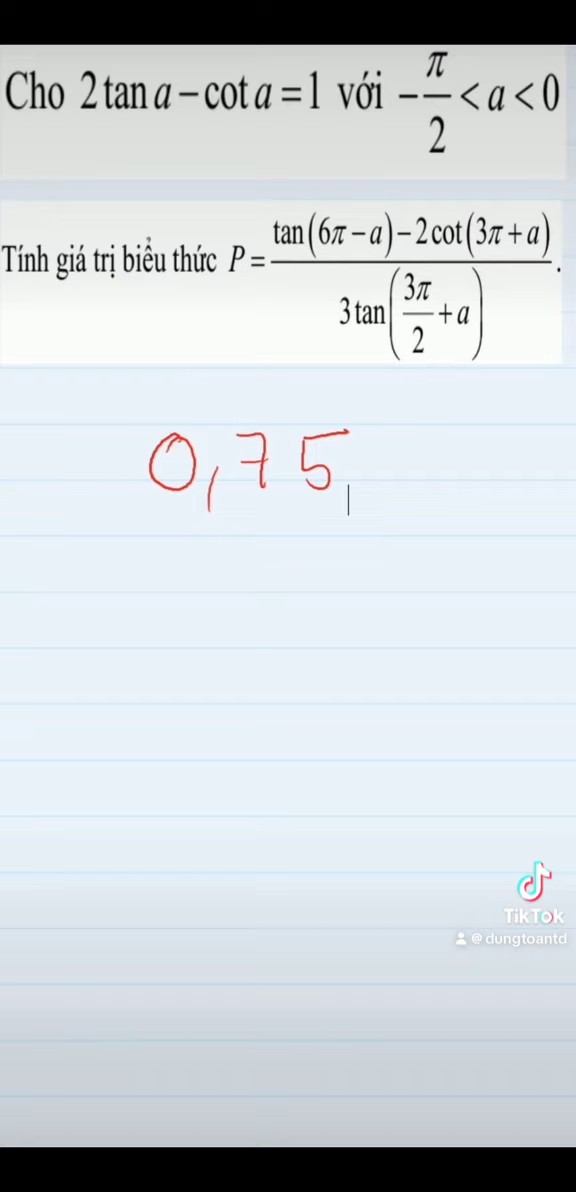 Cho 2 tan a − cot a = 1 với −π/2 < a < 0
Tính giá trị biểu thức P = (tan(6π − a) − 2 cot(3π + a)) / (3 tan(3π/2 + a)).
0,75
TikTok
@dungtoantd